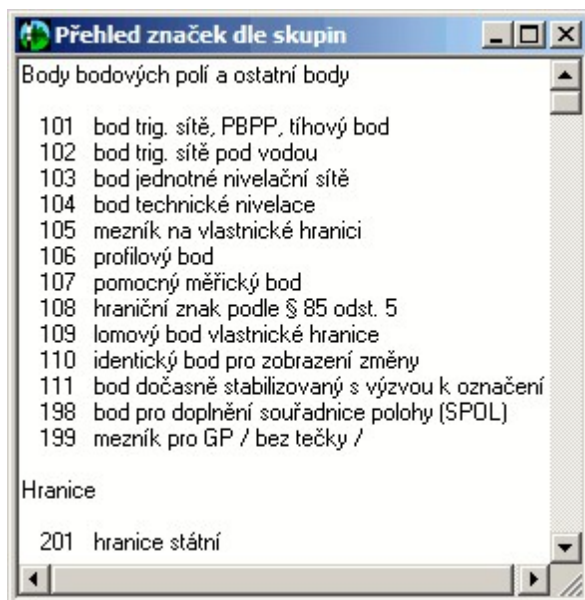 Přehled značek dle skupin
Body bodových polí a ostatní body
101 bod trig. sítě, PBPP, tíhový bod
102 bod trig. sítě pod vodou
103 bod jednotné nivelační sítě
104 bod technické nivelace
105 mezník na vlastnické hranici
106 profilový bod
107 pomocný měřický bod
108 hraniční znak podle § 85 odst. 5
109 lomový bod vlastnické hranice
110 identický bod pro zobrazení změny
111 bod dočasně stabilizovaný s výzvou k označení
198 bod pro doplnění souřadnice polohy (SPOL)
199 mezník pro GP / bez tečky /
Hranice
201 hranice státní